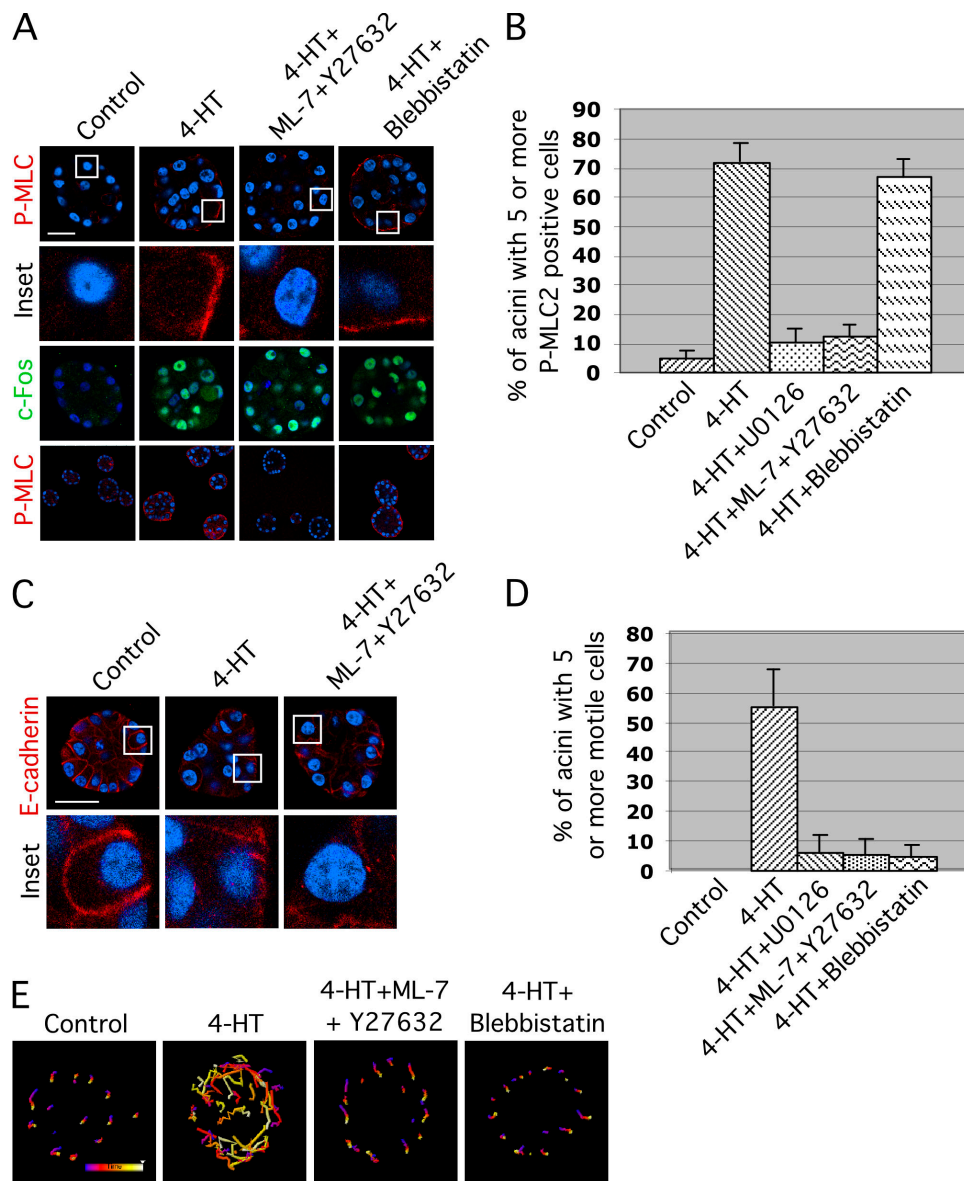 A
Control
4-HT
4-HT+
ML-7+Y27632
4-HT+
Blebbistatin
P-MLC
Inset
c-Fos
P-MLC
B
% of acini with 5 or more
P-MLC2 positive cells
90
80
70
60
50
40
30
20
10
0
Control
4-HT
4-HT+U0126
4-HT+ML-7+Y27632
4-HT+Blebbistatin
C
Control
4-HT
4-HT+
ML-7+Y27632
E-cadherin
Inset
D
% of acini with 5
or more motile cells
80
70
60
50
40
30
20
10
0
Control
4-HT
4-HT+U0126
4-HT+ML-7+Y27632
4-HT+Blebbistatin
E
Control
4-HT
4-HT+ML-7
+ Y27632
4-HT+
Blebbistatin